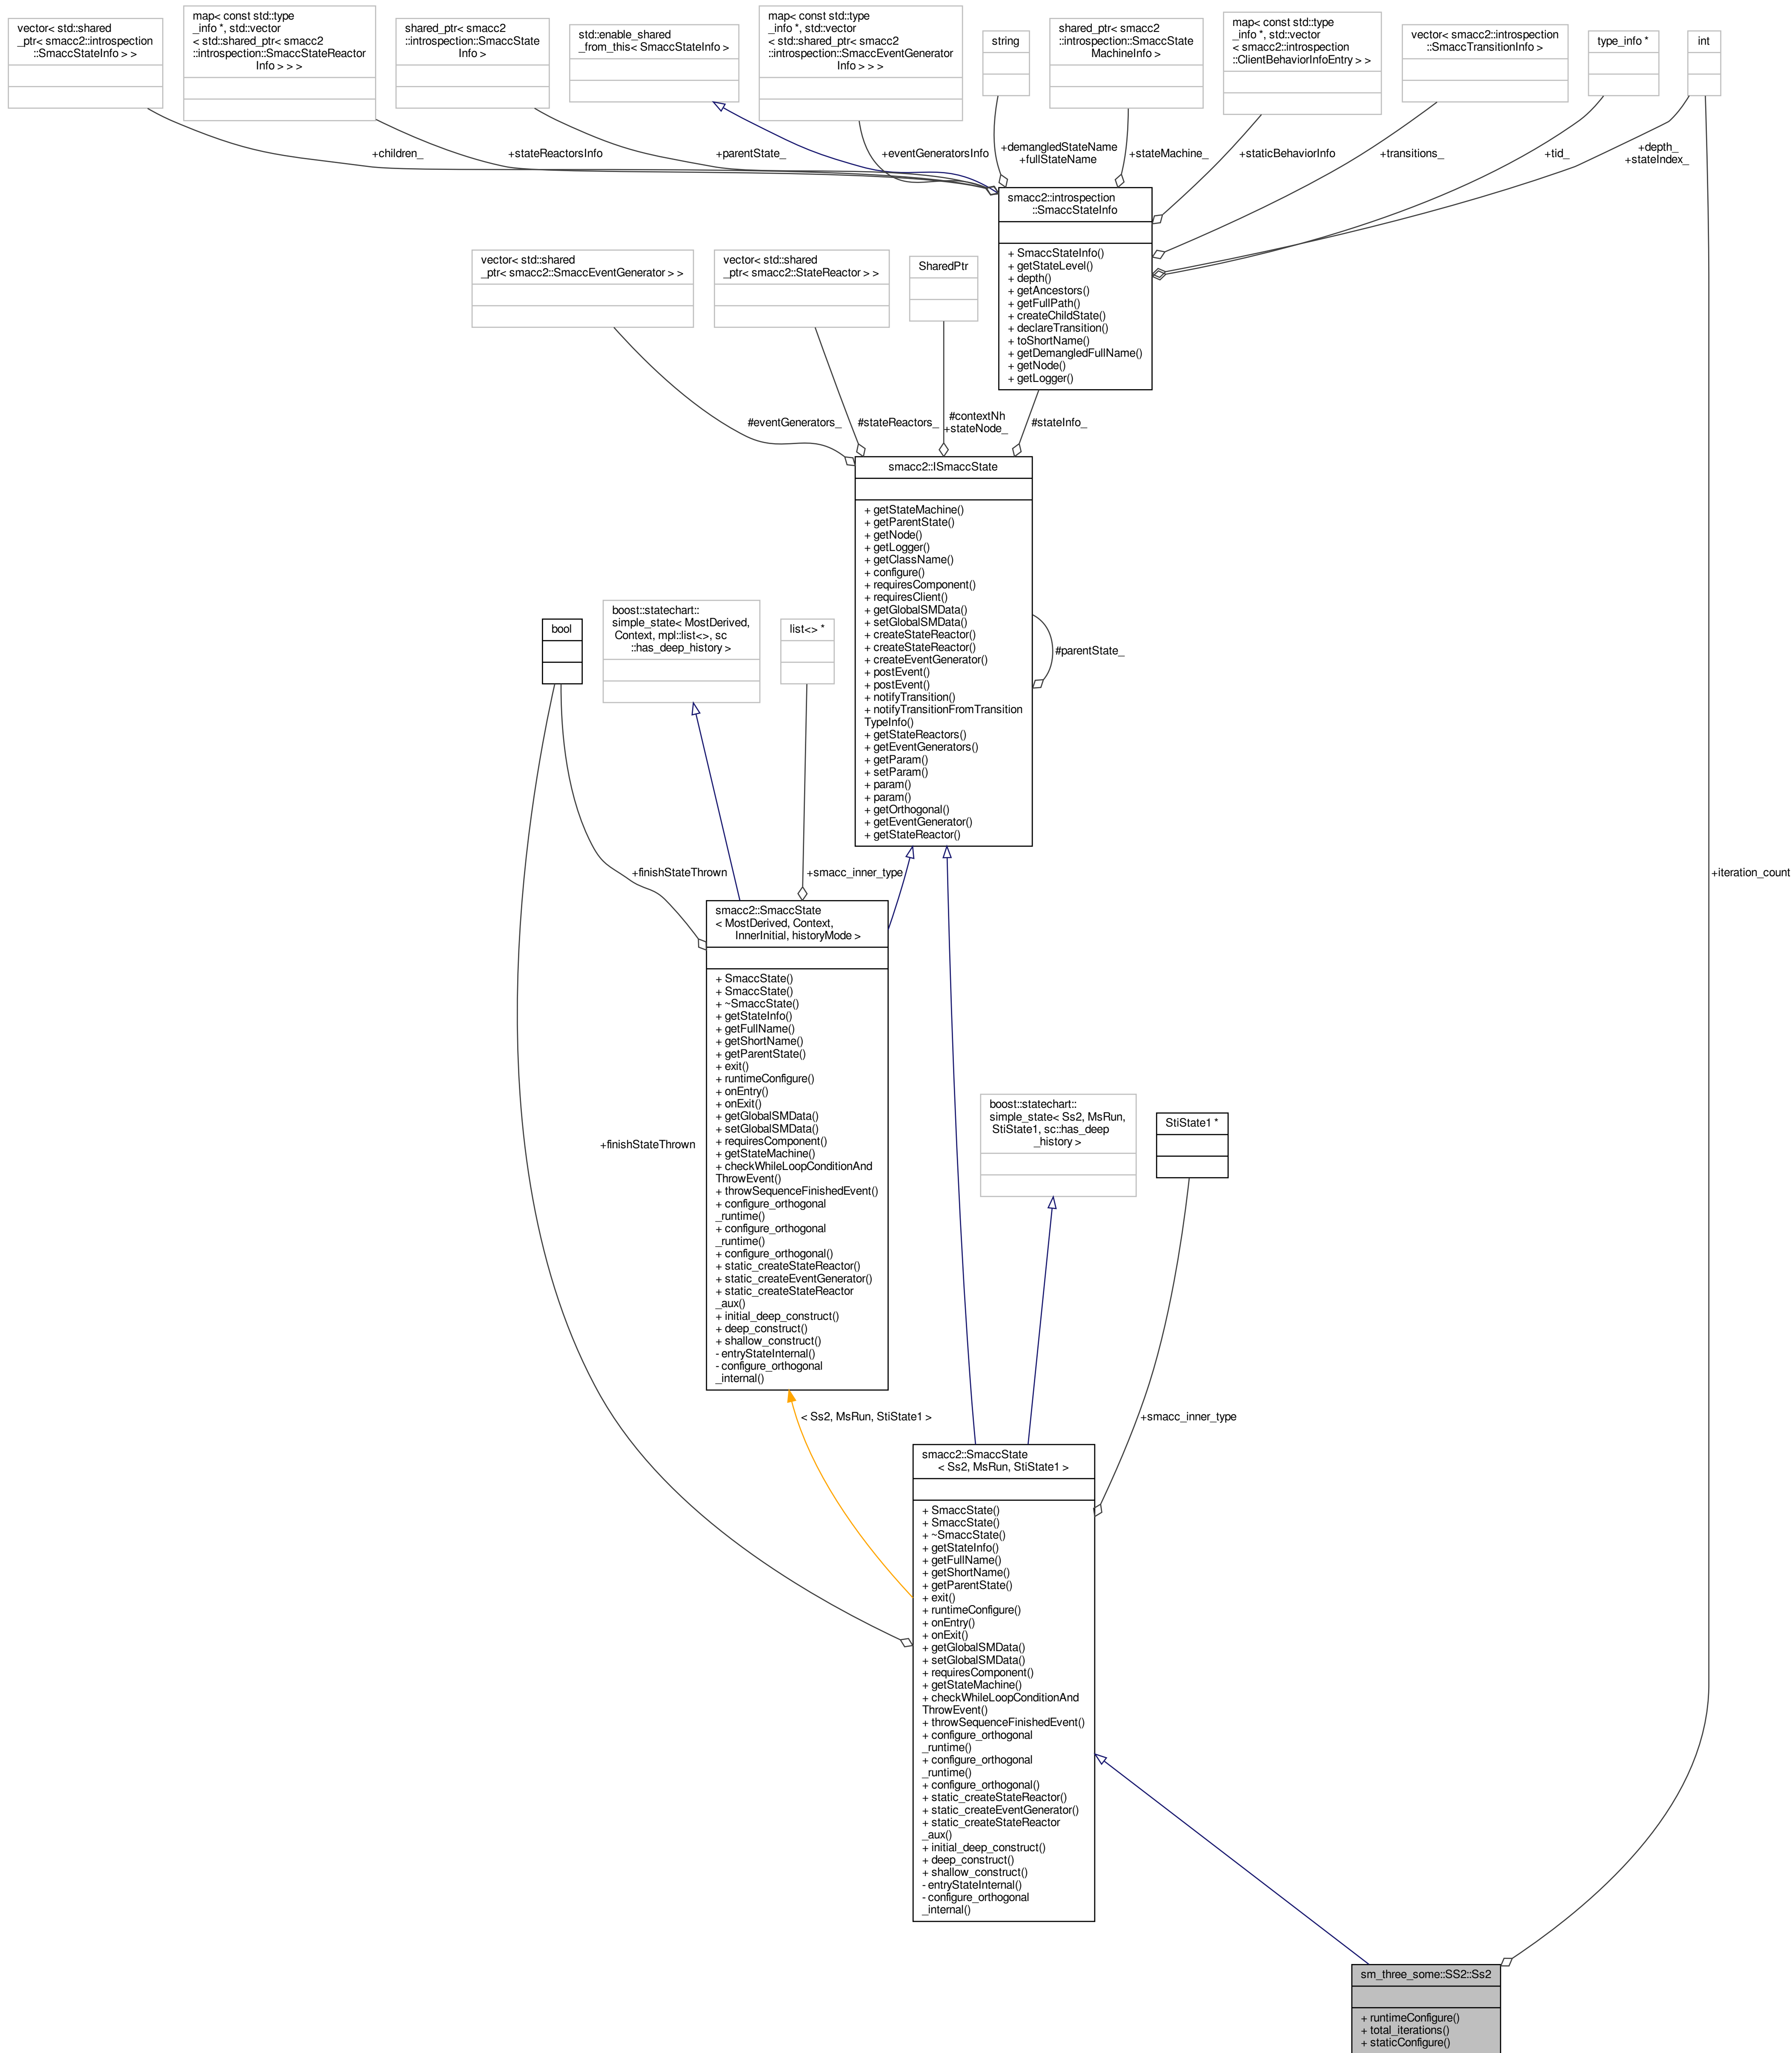 vector< std::shared
_ptr< smacc2::introspection
::SmaccStateInfo > >
map< const std::type
_info *, std::vector
< std::shared_ptr< smacc2
::introspection::SmaccStateReactor
Info > > >
shared_ptr< smacc2
::introspection::SmaccState
Info >
std::enable_shared
_from_this< SmaccStateInfo >
map< const std::type
_info *, std::vector
< std::shared_ptr< smacc2
::introspection::SmaccEventGenerator
Info > > >
string
shared_ptr< smacc2
::introspection::SmaccState
MachineInfo >
map< const std::type
_info *, std::vector
< smacc2::introspection
::ClientBehaviorInfoEntry > >
vector< smacc2::introspection
::SmaccTransitionInfo >
type_info *
int
+children_
+stateReactorsInfo
+parentState_
+eventGeneratorsInfo
+demangledStateName
+fullStateName
+stateMachine_
+staticBehaviorInfo
+transitions_
+tid_
+depth_
+stateIndex_
smacc2::introspection
::SmaccStateInfo
+ SmaccStateInfo()
+ getStateLevel()
+ depth()
+ getAncestors()
+ getFullPath()
+ createChildState()
+ declareTransition()
+ toShortName()
+ getDemangledFullName()
+ getNode()
+ getLogger()
vector< std::shared
_ptr< smacc2::SmaccEventGenerator > >
vector< std::shared
_ptr< smacc2::StateReactor > >
SharedPtr
#eventGenerators_
#stateReactors_
#contextNh
+stateNode_
#stateInfo_
smacc2::ISmaccState
+ getStateMachine()
+ getParentState()
+ getNode()
+ getLogger()
+ getClassName()
+ configure()
+ requiresComponent()
+ requiresClient()
+ getGlobalSMData()
+ setGlobalSMData()
+ createStateReactor()
+ createStateReactor()
+ createEventGenerator()
+ postEvent()
+ postEvent()
+ notifyTransition()
+ notifyTransitionFromTransition
TypeInfo()
+ getStateReactors()
+ getEventGenerators()
+ getParam()
+ setParam()
+ param()
+ param()
+ getOrthogonal()
+ getEventGenerator()
+ getStateReactor()
#parentState_
bool
boost::statechart::
simple_state< MostDerived,
Context, mpl::list<>, sc
::has_deep_history >
list<> *
+finishStateThrown
+smacc_inner_type
+iteration_count
smacc2::SmaccState
< MostDerived, Context,
InnerInitial, historyMode >
+ SmaccState()
+ SmaccState()
+ ~SmaccState()
+ getStateInfo()
+ getFullName()
+ getShortName()
+ getParentState()
+ exit()
+ runtimeConfigure()
+ onEntry()
+ onExit()
+ getGlobalSMData()
+ setGlobalSMData()
+ requiresComponent()
+ getStateMachine()
+ checkWhileLoopConditionAnd
ThrowEvent()
+ throwSequenceFinishedEvent()
+ configure_orthogonal
_runtime()
+ configure_orthogonal
_runtime()
+ configure_orthogonal()
+ static_createStateReactor()
+ static_createEventGenerator()
+ static_createStateReactor
_aux()
+ initial_deep_construct()
+ deep_construct()
+ shallow_construct()
- entryStateInternal()
- configure_orthogonal
_internal()
+finishStateThrown
boost::statechart::
simple_state< Ss2, MsRun,
StiState1, sc::has_deep
_history >
StiState1 *
< Ss2, MsRun, StiState1 >
+smacc_inner_type
smacc2::SmaccState
< Ss2, MsRun, StiState1 >
+ SmaccState()
+ SmaccState()
+ ~SmaccState()
+ getStateInfo()
+ getFullName()
+ getShortName()
+ getParentState()
+ exit()
+ runtimeConfigure()
+ onEntry()
+ onExit()
+ getGlobalSMData()
+ setGlobalSMData()
+ requiresComponent()
+ getStateMachine()
+ checkWhileLoopConditionAnd
ThrowEvent()
+ throwSequenceFinishedEvent()
+ configure_orthogonal
_runtime()
+ configure_orthogonal
_runtime()
+ configure_orthogonal()
+ static_createStateReactor()
+ static_createEventGenerator()
+ static_createStateReactor
_aux()
+ initial_deep_construct()
+ deep_construct()
+ shallow_construct()
- entryStateInternal()
- configure_orthogonal
_internal()
sm_three_some::SS2::Ss2
+ runtimeConfigure()
+ total_iterations()
+ staticConfigure()